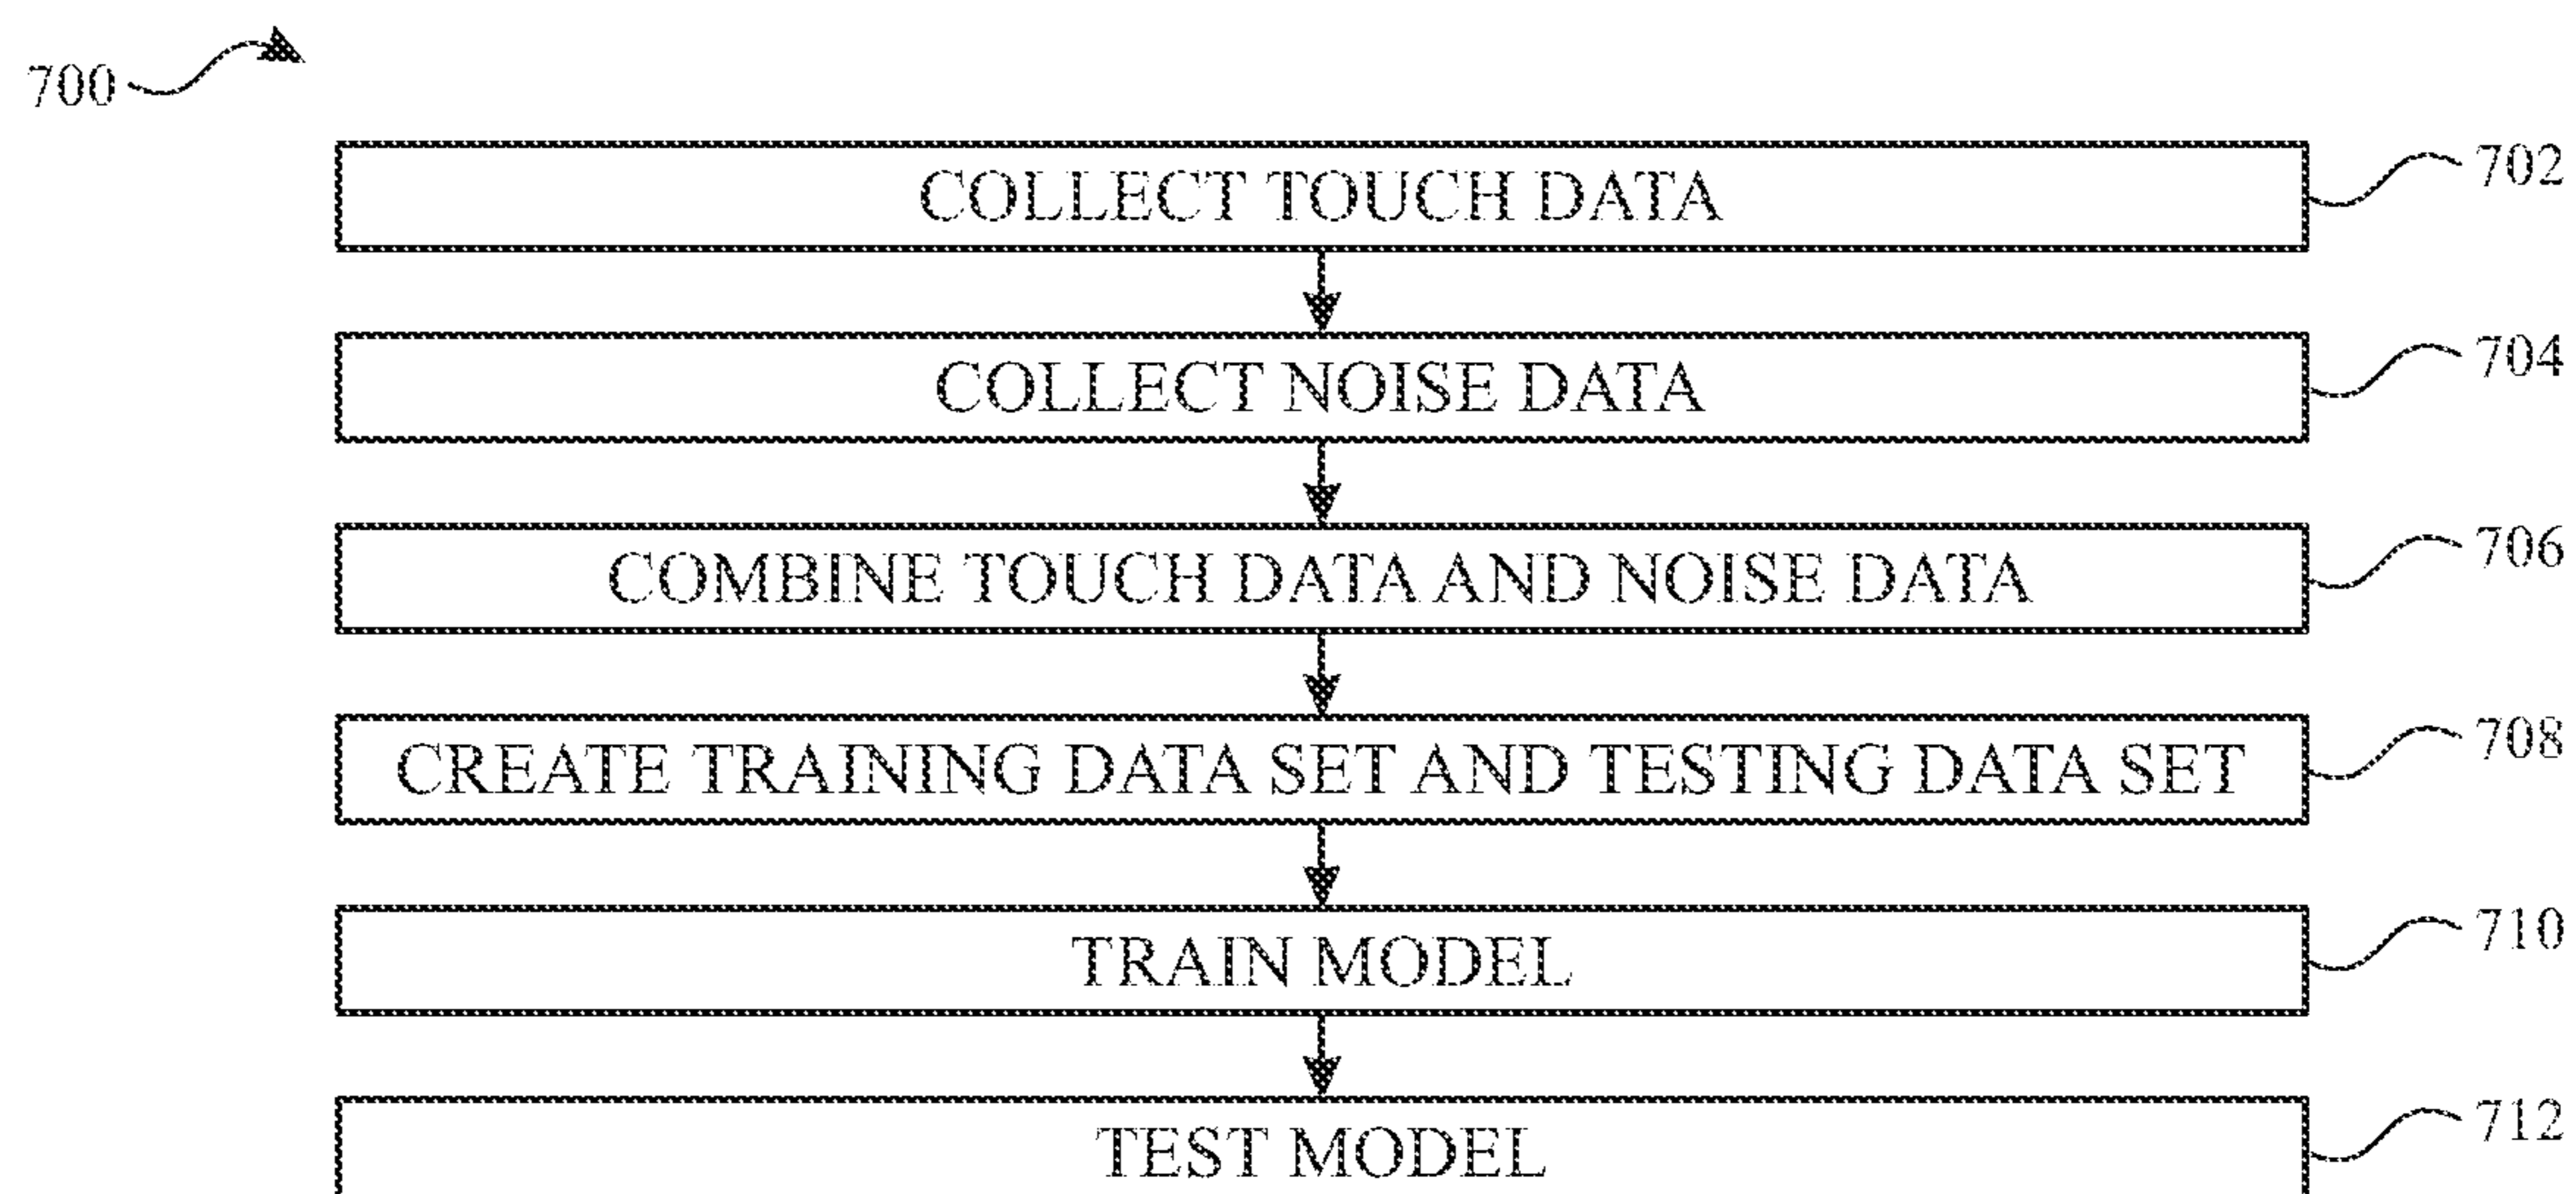 700
COLLECT TOUCH DATA 702
COLLECT NOISE DATA 704
COMBINE TOUCH DATA AND NOISE DATA 706
CREATE TRAINING DATA SET AND TESTING DATA SET 708
TRAIN MODEL 710
TEST MODEL 712